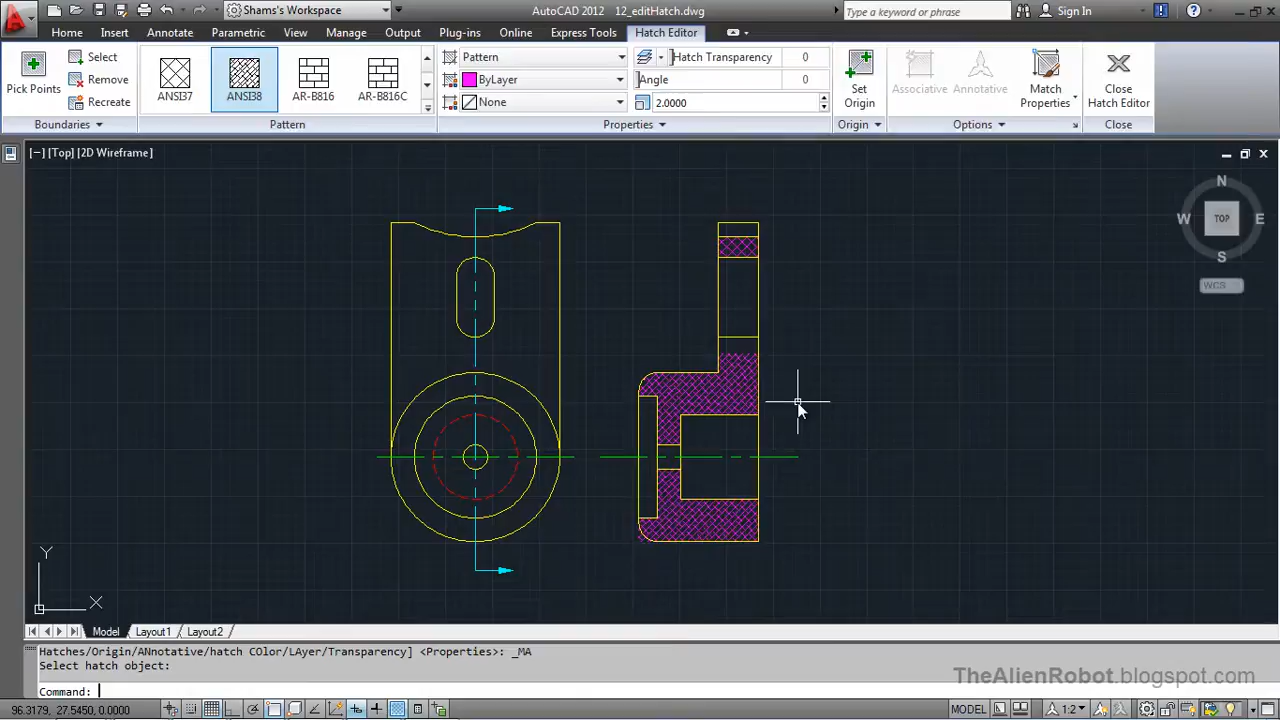 Shams's Workspace
AutoCAD 2012 12_editHatch.dwg
Type a keyword or phrase
Sign In
Home Insert Annotate Parametric View Manage Output Plug-ins Online Express Tools Hatch Editor
Pick Points
Select
Remove
Recreate
Boundaries
ANSI37
ANSI38
AR-B816
AR-B816C
Pattern
Pattern
ByLayer
None
Hatch Transparency 0
Angle 0
2.0000
Properties
Set
Origin
Origin
Associative
Annotative
Match
Properties
Options
Close
Hatch Editor
Close
[−] [Top] [2D Wireframe]
N
W TOP E
S
WCS
Y
X
Model Layout1 Layout2
Hatches/Origin/ANnotative/hatch COlor/LAyer/Transparency] <Properties>: _MA
Select hatch object:
Command:
TheAlienRobot.blogspot.com
96.3179, 27.5450, 0.0000
MODEL
1:2